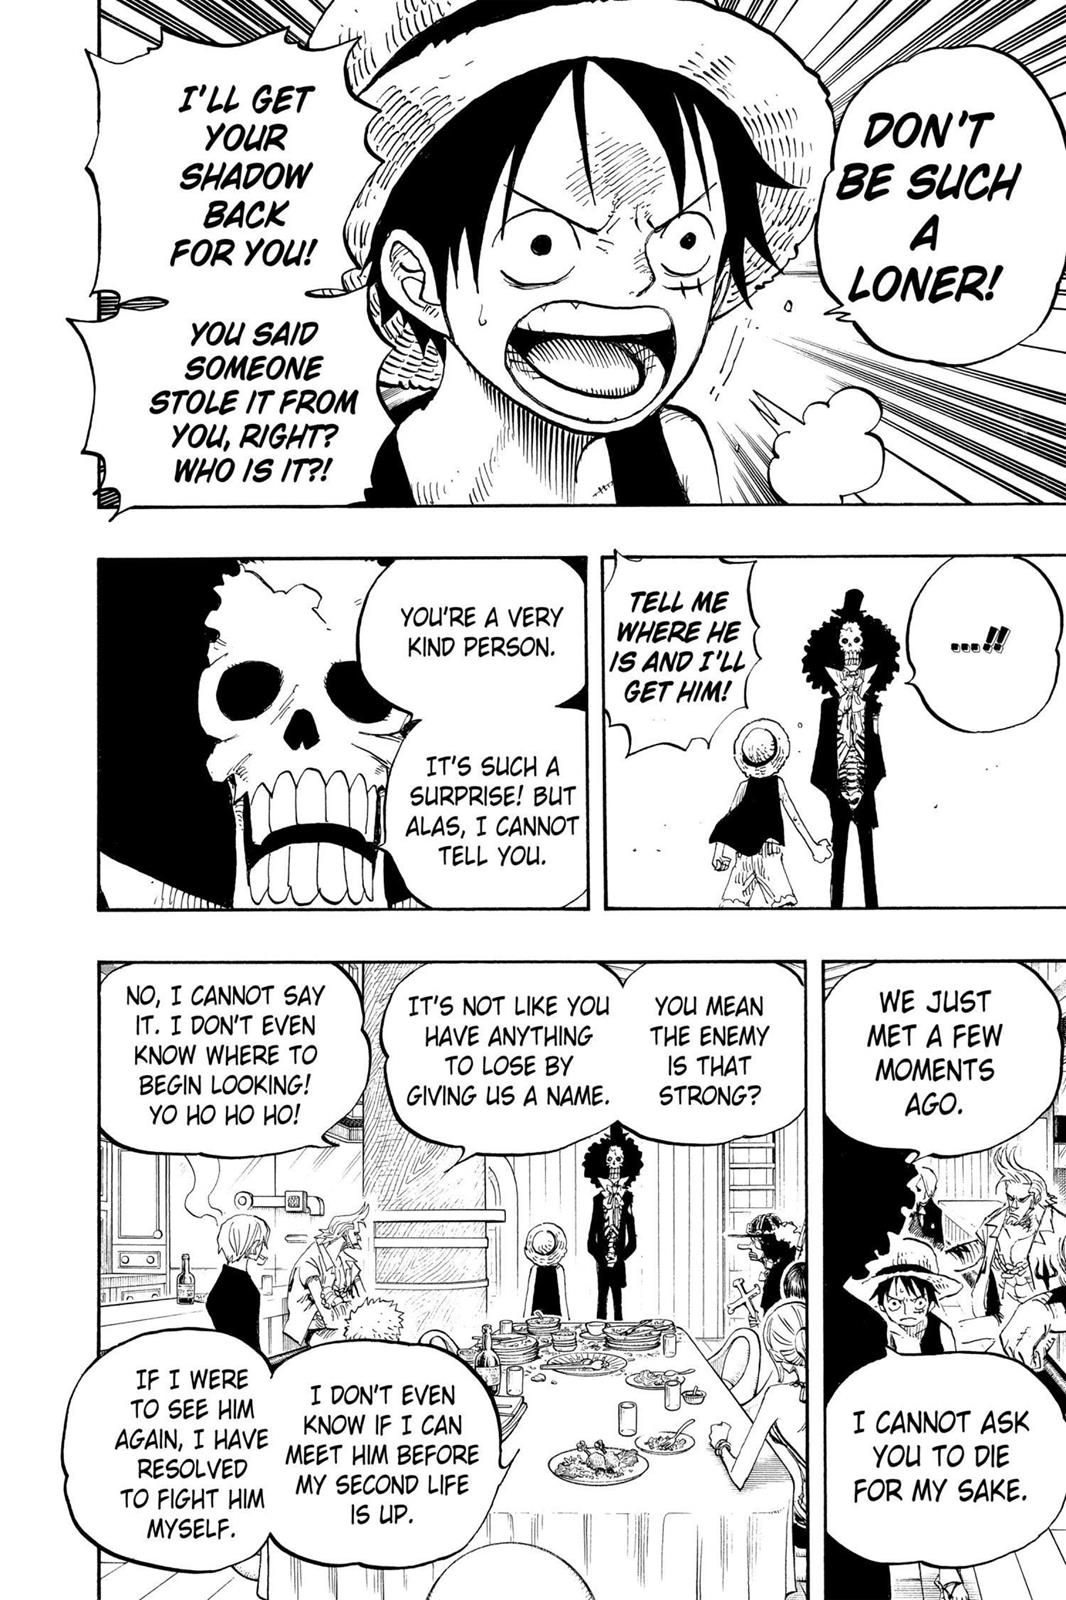 DON'T
BE SUCH
A
LONER!
I'LL GET
YOUR
SHADOW
BACK
FOR YOU!
YOU SAID
SOMEONE
STOLE IT FROM
YOU, RIGHT?
WHO IS IT?!
...!!
TELL ME
WHERE HE
IS AND I'LL
GET HIM!
YOU'RE A VERY
KIND PERSON.
IT'S SUCH A
SURPRISE! BUT
ALAS, I CANNOT
TELL YOU.
WE JUST
MET A FEW
MOMENTS
AGO.
I CANNOT ASK
YOU TO DIE
FOR MY SAKE.
YOU MEAN
THE ENEMY
IS THAT
STRONG?
IT'S NOT LIKE YOU
HAVE ANYTHING
TO LOSE BY
GIVING US A NAME.
NO, I CANNOT SAY
IT. I DON'T EVEN
KNOW WHERE TO
BEGIN LOOKING!
YO HO HO HO!
I DON'T EVEN
KNOW IF I CAN
MEET HIM BEFORE
MY SECOND LIFE
IS UP.
IF I WERE
TO SEE HIM
AGAIN, I HAVE
RESOLVED
TO FIGHT HIM
MYSELF.